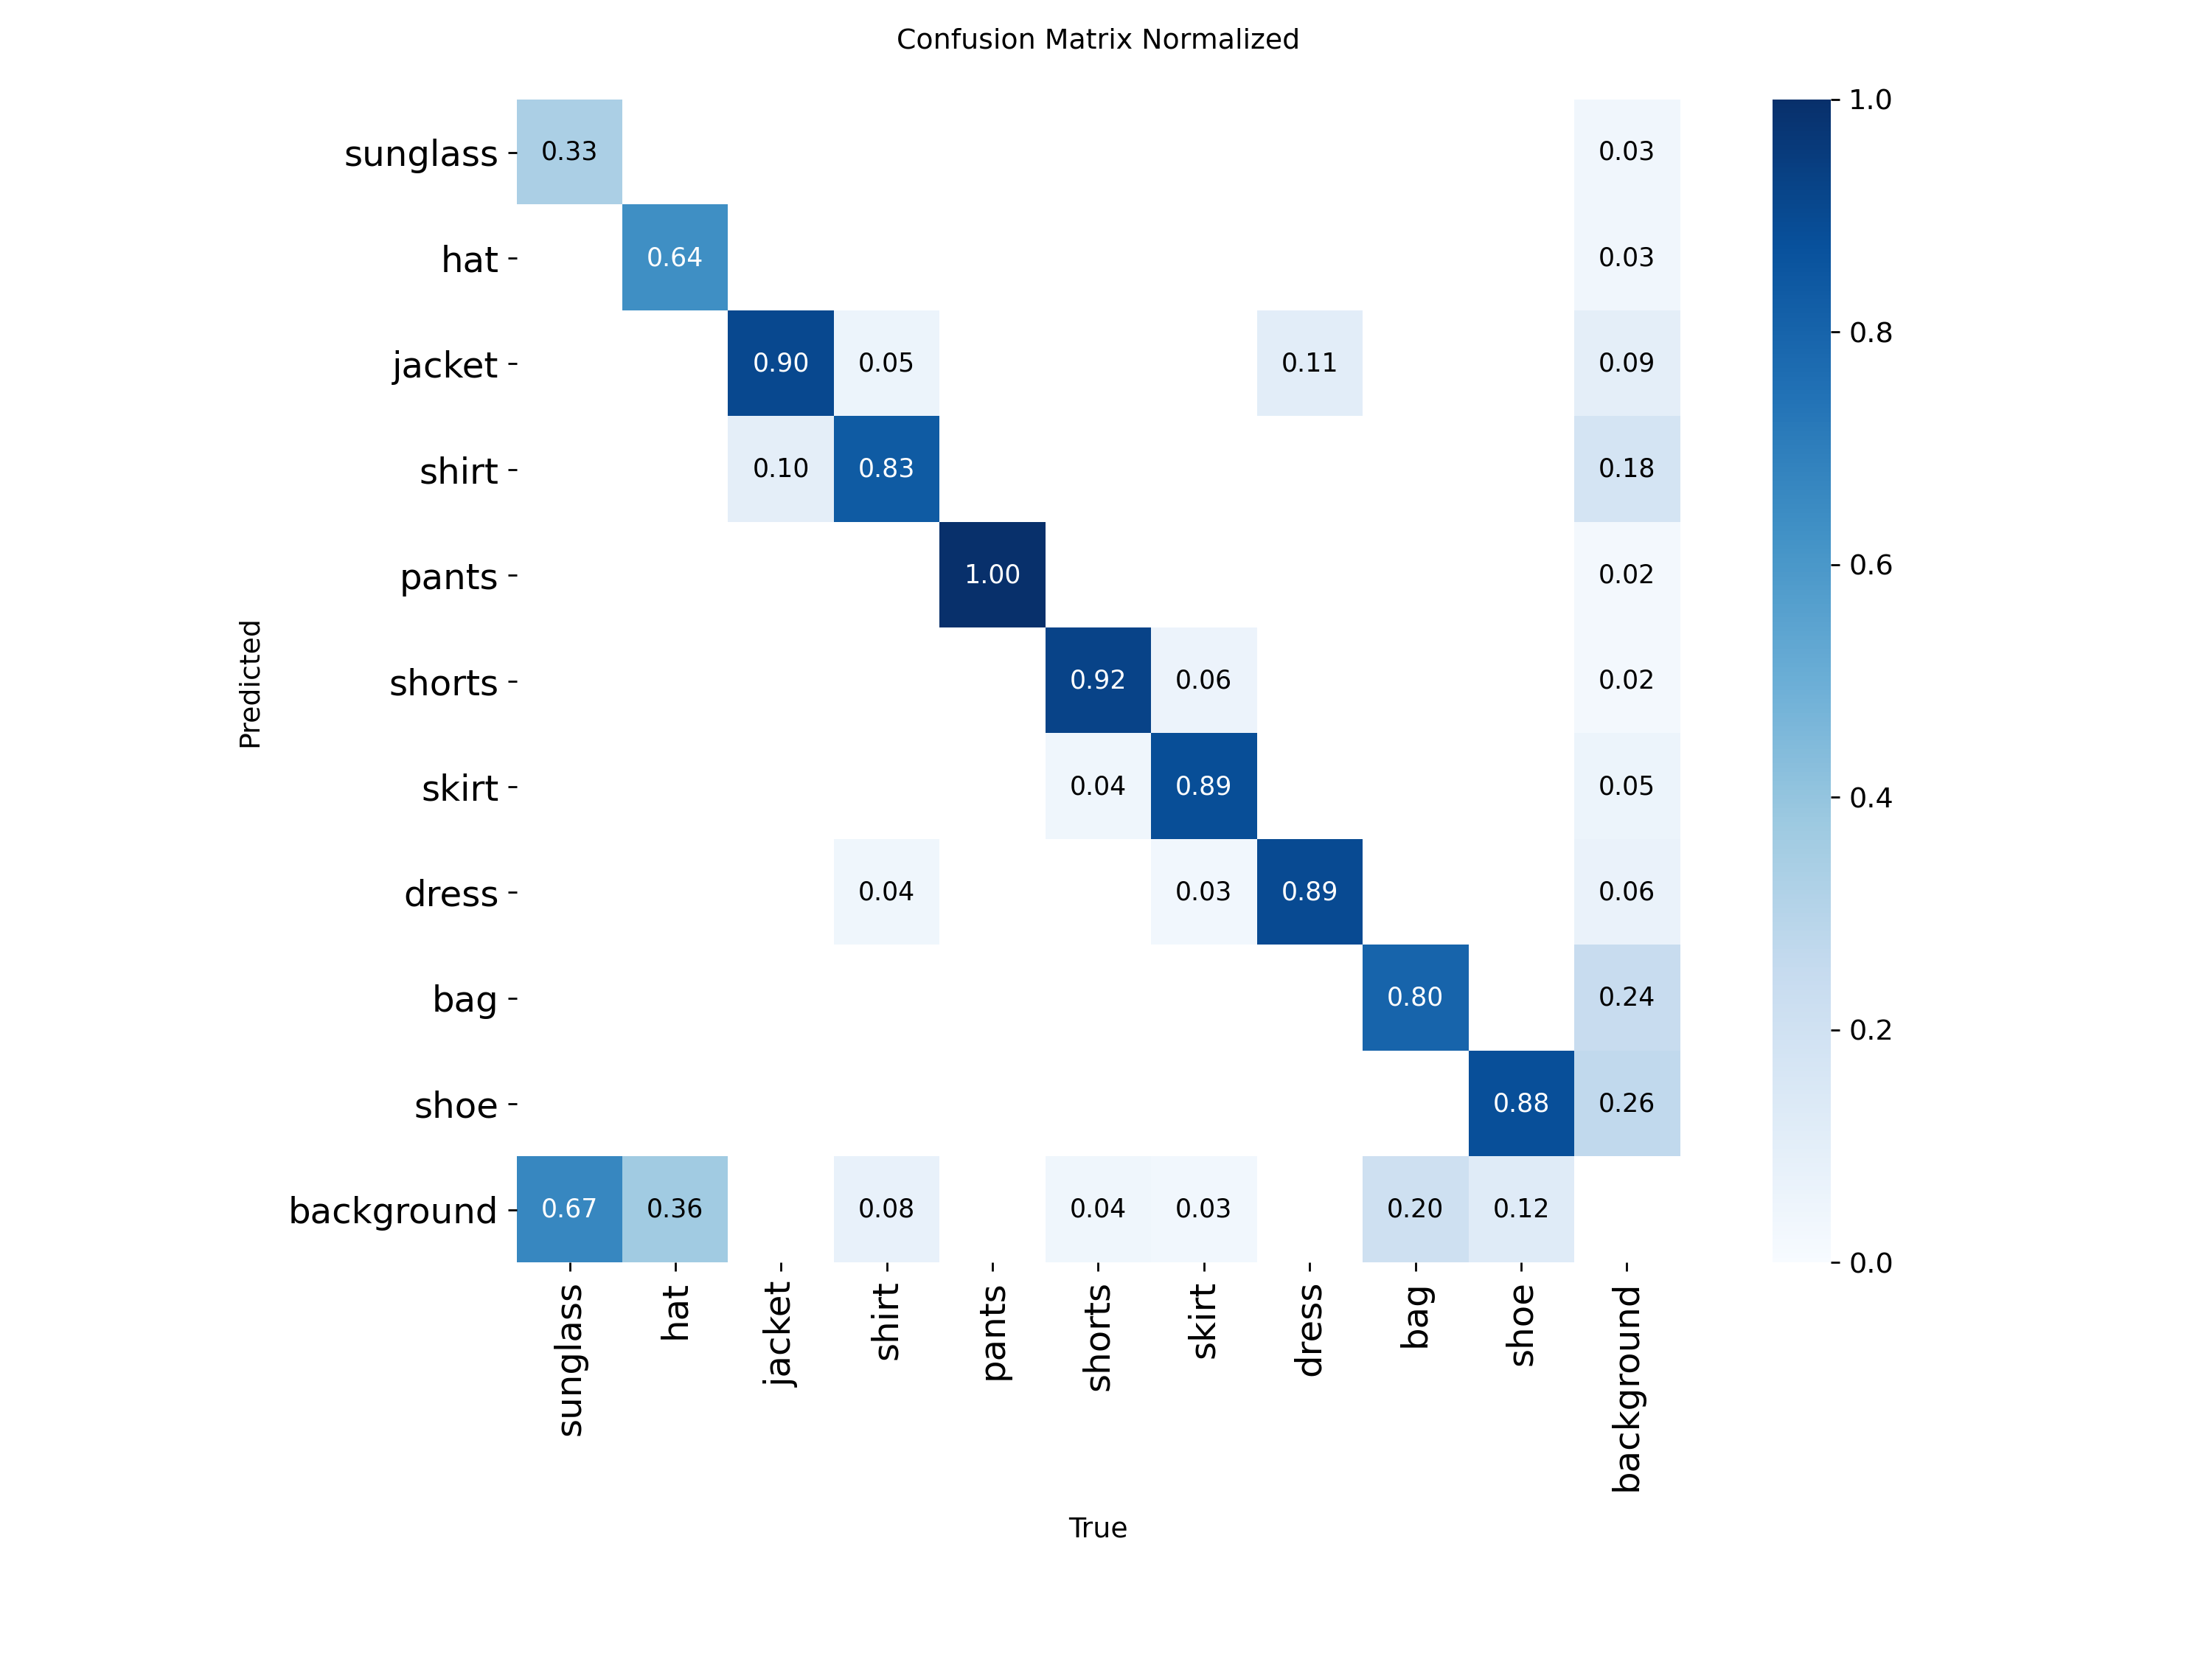 Confusion Matrix Normalized
sunglass 0.33 0.03 1.0
hat 0.64 0.03
jacket 0.90 0.05 0.11 0.09 0.8
shirt 0.10 0.83 0.18
pants 1.00 0.02 0.6
Predicted
shorts 0.92 0.06 0.02
skirt 0.04 0.89 0.05 0.4
dress 0.04 0.03 0.89 0.06
bag 0.80 0.24 0.2
shoe 0.88 0.26
background 0.67 0.36 0.08 0.04 0.03 0.20 0.12 0.0
sunglass hat jacket shirt pants shorts skirt dress bag shoe background
True